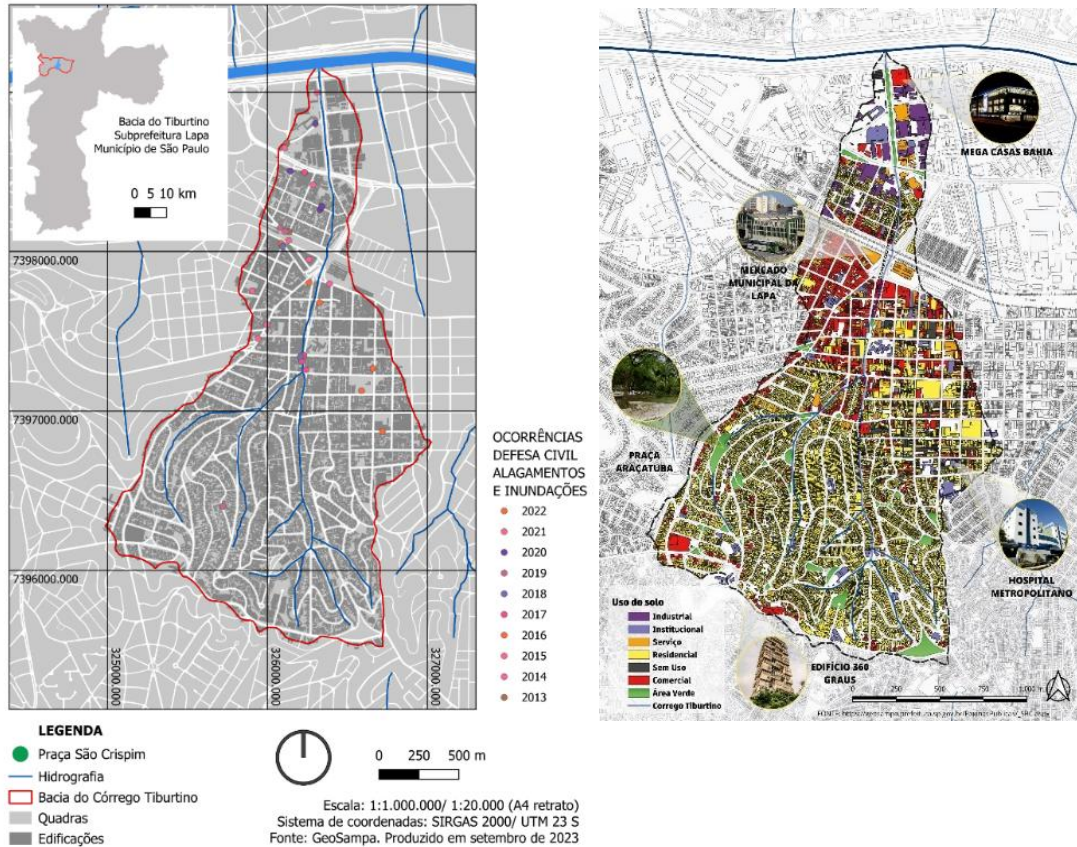 Bacia do Tiburtino
Subprefeitura Lapa
Município de São Paulo
0 5 10 km
7398000.000
7397000.000
7396000.000
325000.000
326000.000
327000.000
OCORRÊNCIAS
DEFESA CIVIL
ALAGAMENTOS
E INUNDAÇÕES
2022
2021
2020
2019
2018
2017
2016
2015
2014
2013
LEGENDA
Praça São Crispim
Hidrografia
Bacia do Córrego Tiburtino
Quadras
Edificações
0 250 500 m
Escala: 1:1.000.000/ 1:20.000 (A4 retrato)
Sistema de coordenadas: SIRGAS 2000/ UTM 23 S
Fonte: GeoSampa. Produzido em setembro de 2023
MEGA CASAS BAHIA
MERCADO
MUNICIPAL DA
LAPA
PRAÇA
ARAÇATUBA
HOSPITAL
METROPOLITANO
EDIFÍCIO 360
GRAUS
Uso do solo
Industrial
Institucional
Serviço
Residencial
Sem Uso
Comercial
Área Verde
Corrego Tiburtino
0 250 500 750 1.000
FONTE: